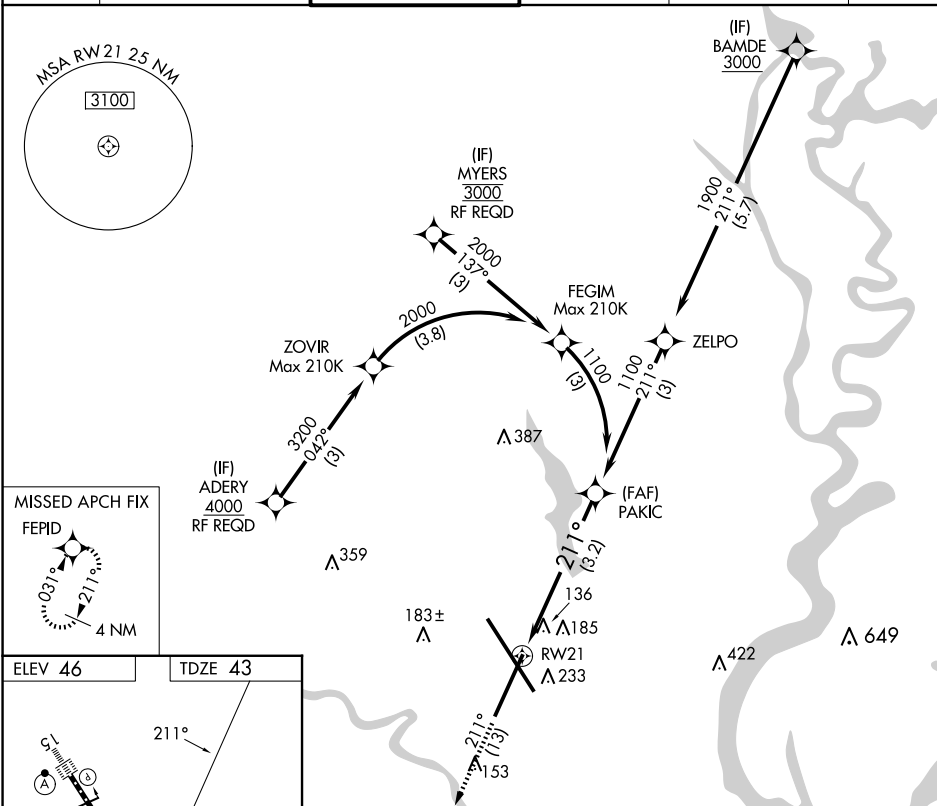 MSA RW21 25 NM
3100
(IF)
BAMDE
3000
1900
211°
(5.7)
(IF)
MYERS
3000
RF REQD
2000
137°
(3)
FEGIM
Max 210K
2000
(3.8)
ZOVIR
Max 210K
1100
(3)
ZELPO
1100
211°
(3)
3200
042°
(3)
(IF)
ADERY
4000
RF REQD
387
(FAF)
PAKIC
211°
(3.2)
MISSED APCH FIX
FEPID
031°
211°
4 NM
359
183±
136
185
RW21
233
422
649
211°
(13)
153
ELEV 46
TDZE 43
211°
15
A
P